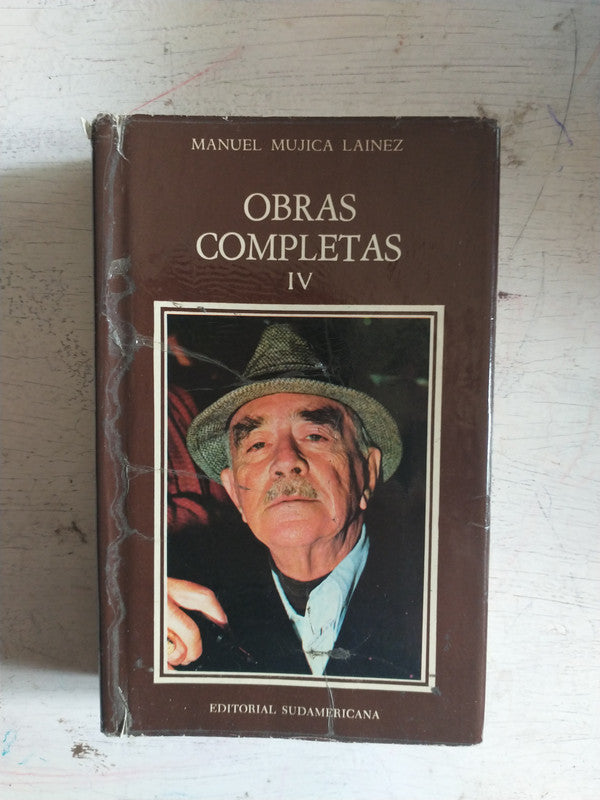 MANUEL MUJICA LAINEZ
OBRAS
COMPLETAS
IV
EDITORIAL SUDAMERICANA